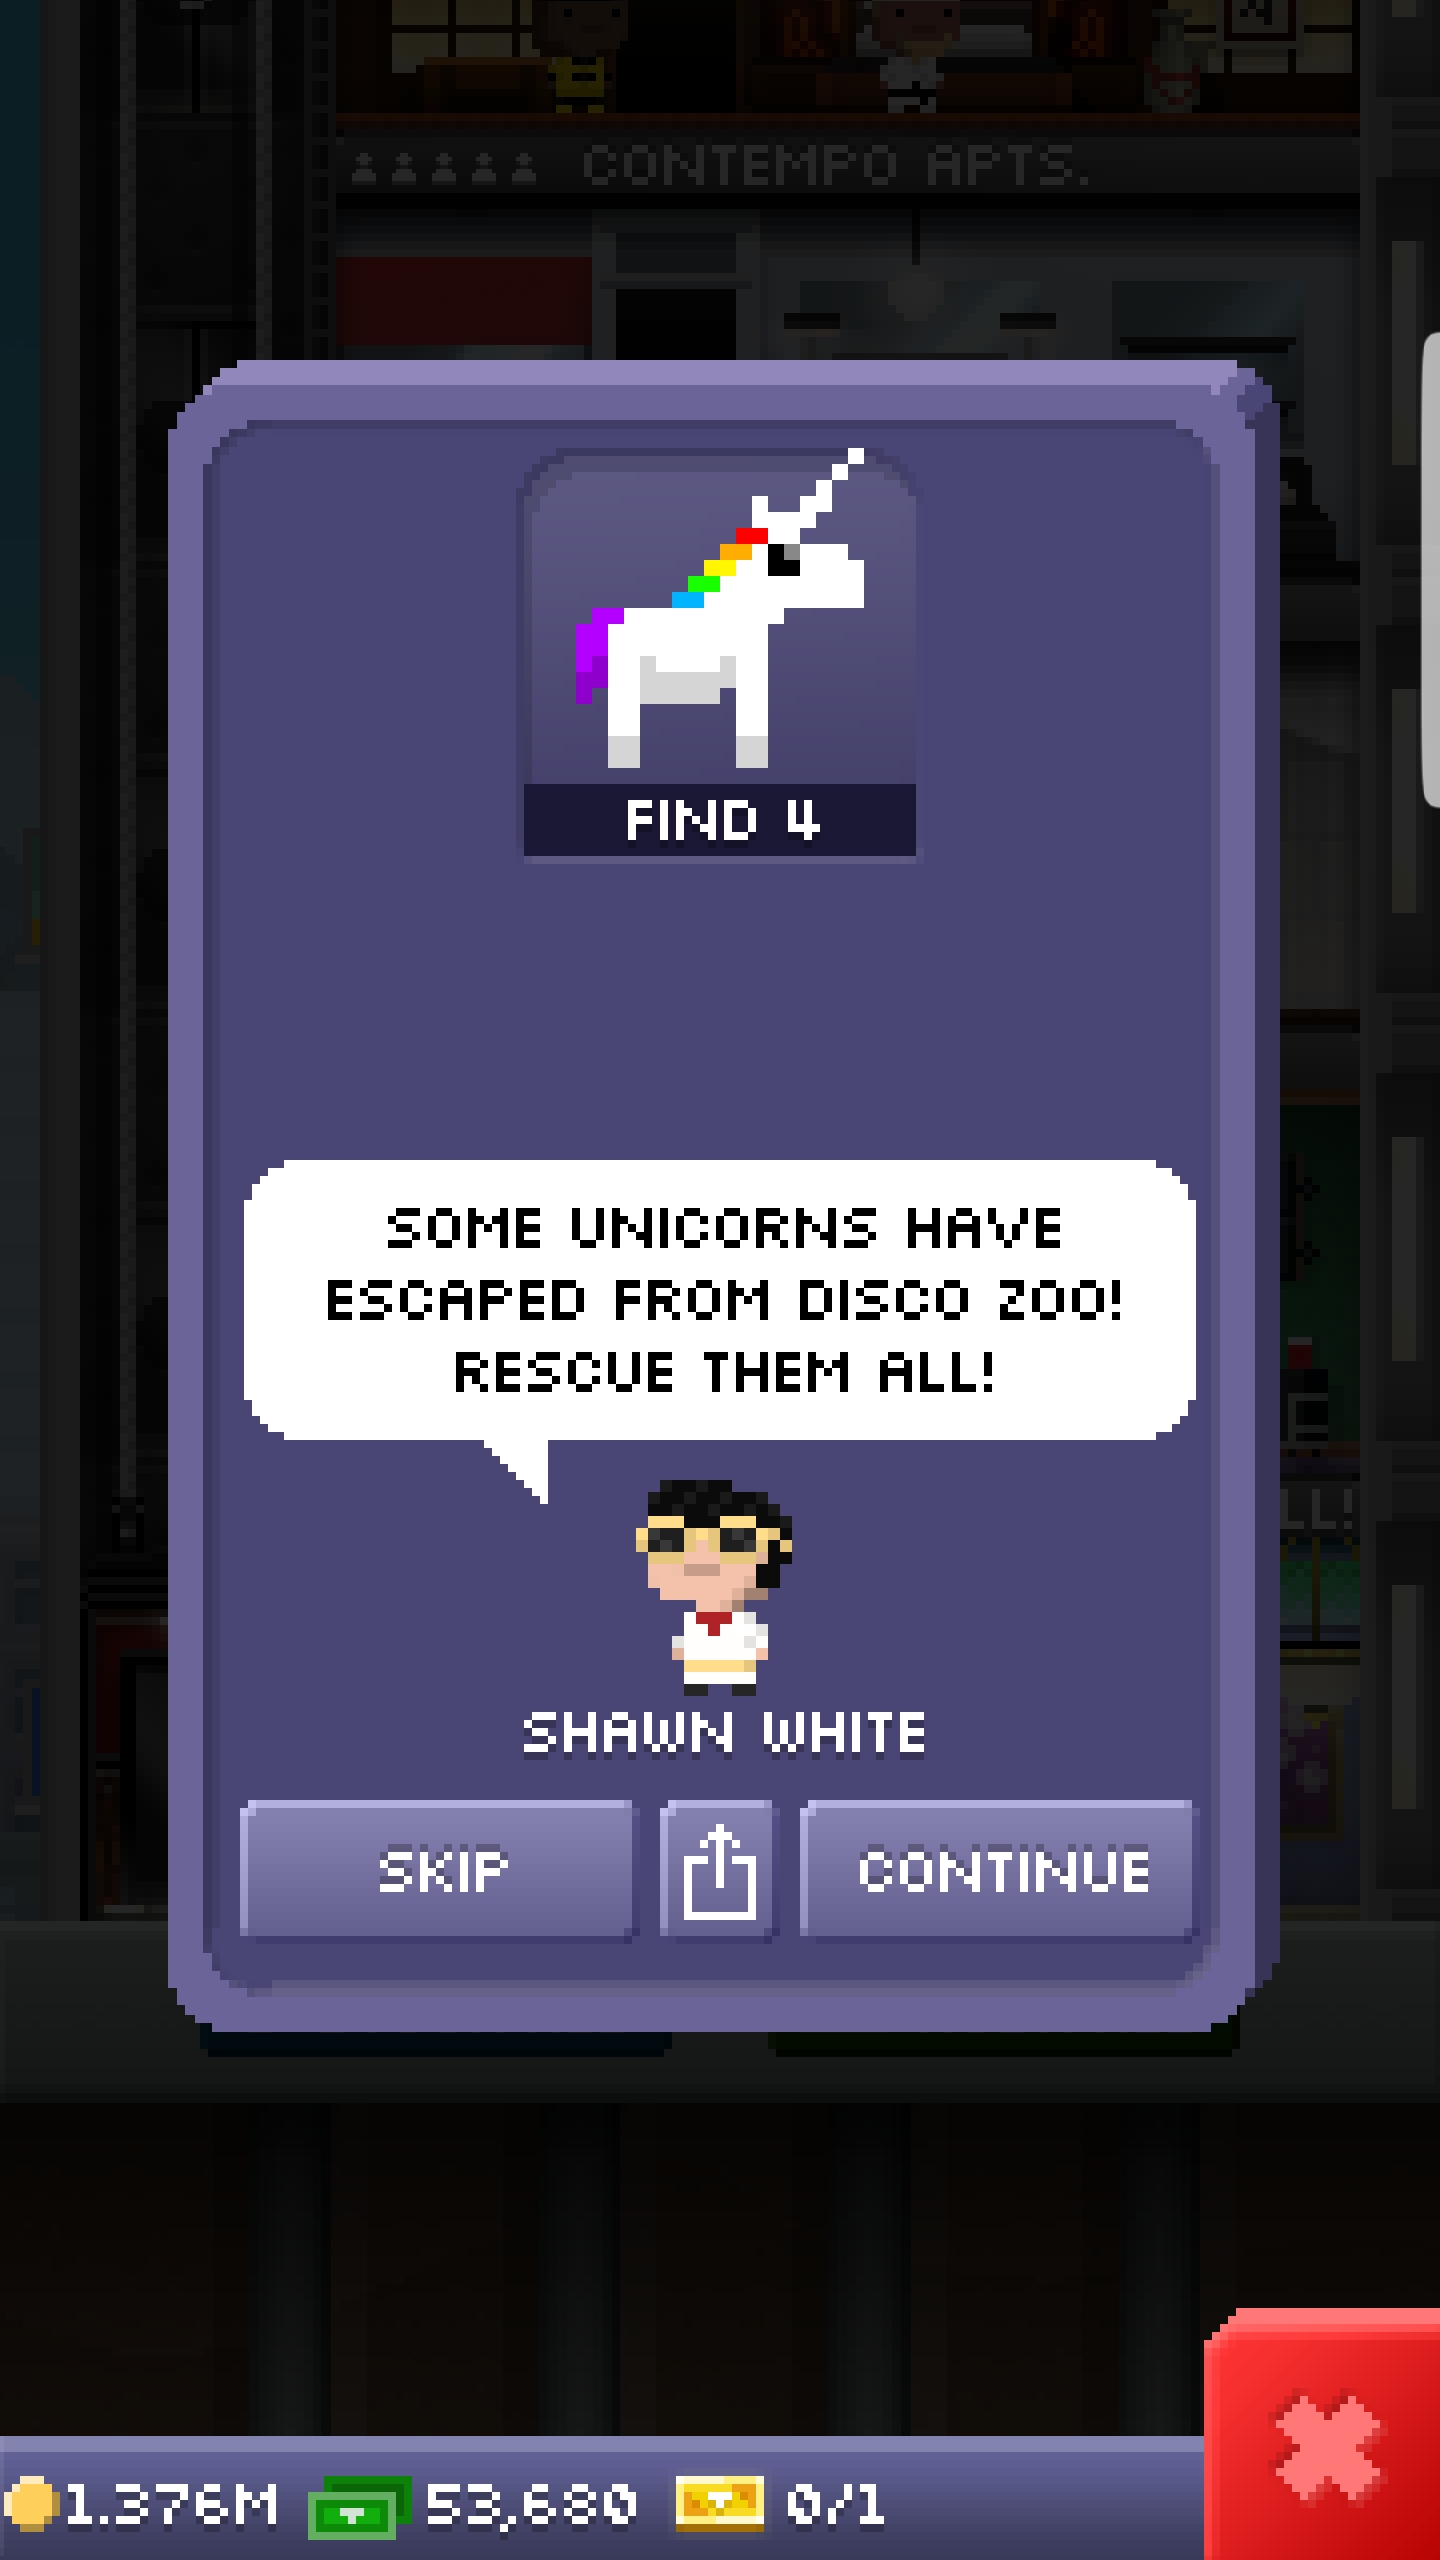 CONTEMPO APTS.
FIND 4
SOME UNICORNS HAVE
ESCAPED FROM DISCO ZOO!
RESCUE THEM ALL!
LL!
SHAWN WHITE
SKIP
CONTINUE
1.376M 53,680 0/1